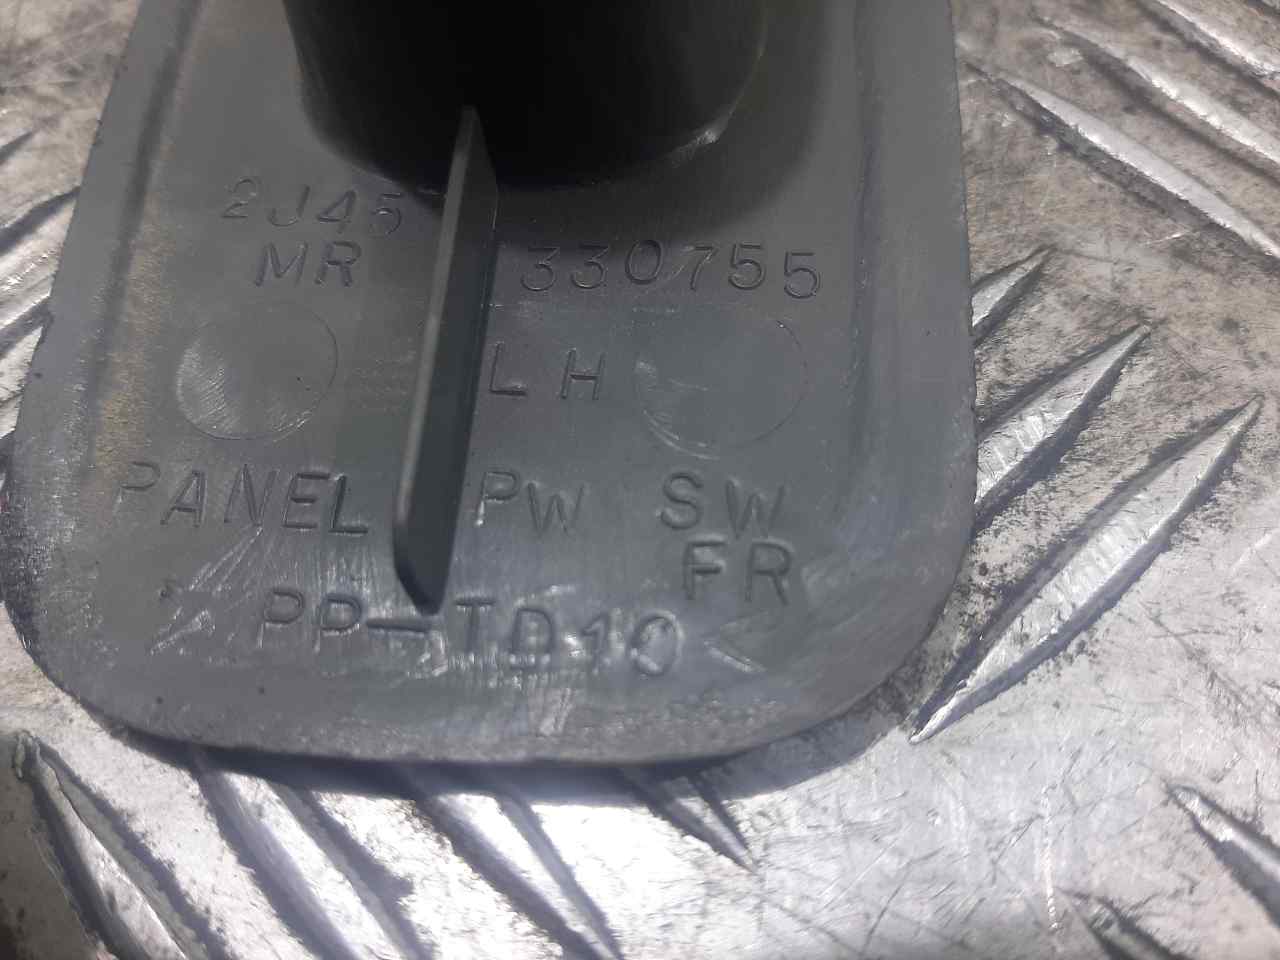 2J45
MR 330755
LH
PANEL PW SW
FR
PP-TD10<